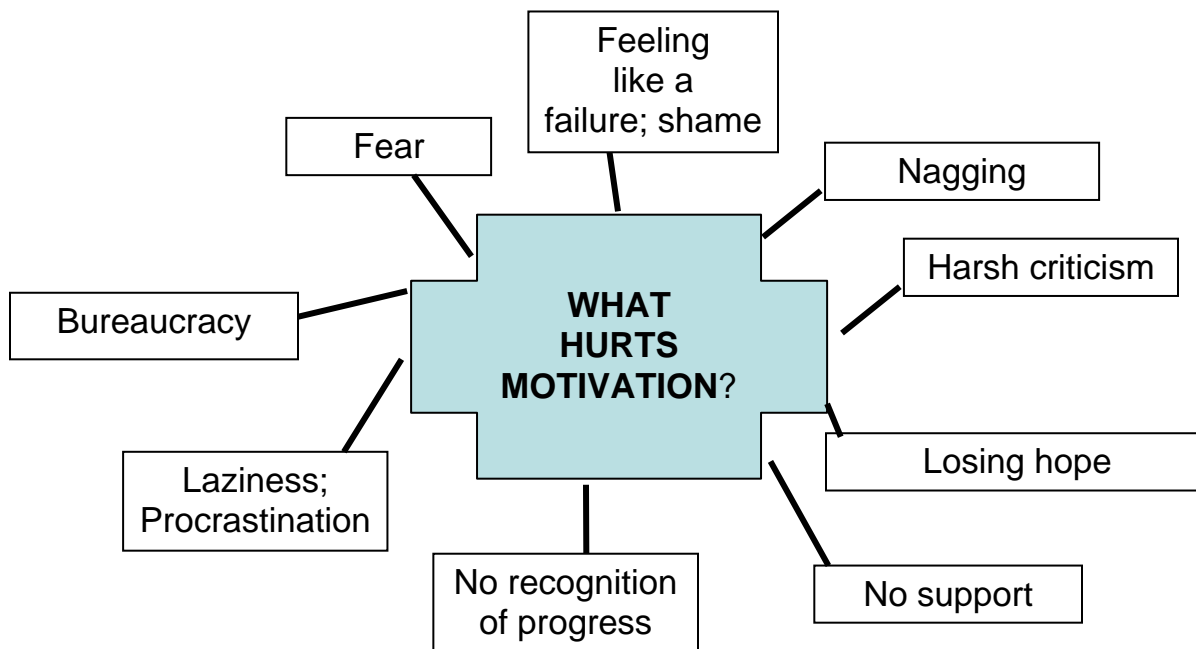 Feeling
like a
failure; shame
Fear
Nagging
Harsh criticism
Bureaucracy
WHAT
HURTS
MOTIVATION?
Losing hope
Laziness;
Procrastination
No recognition
of progress
No support